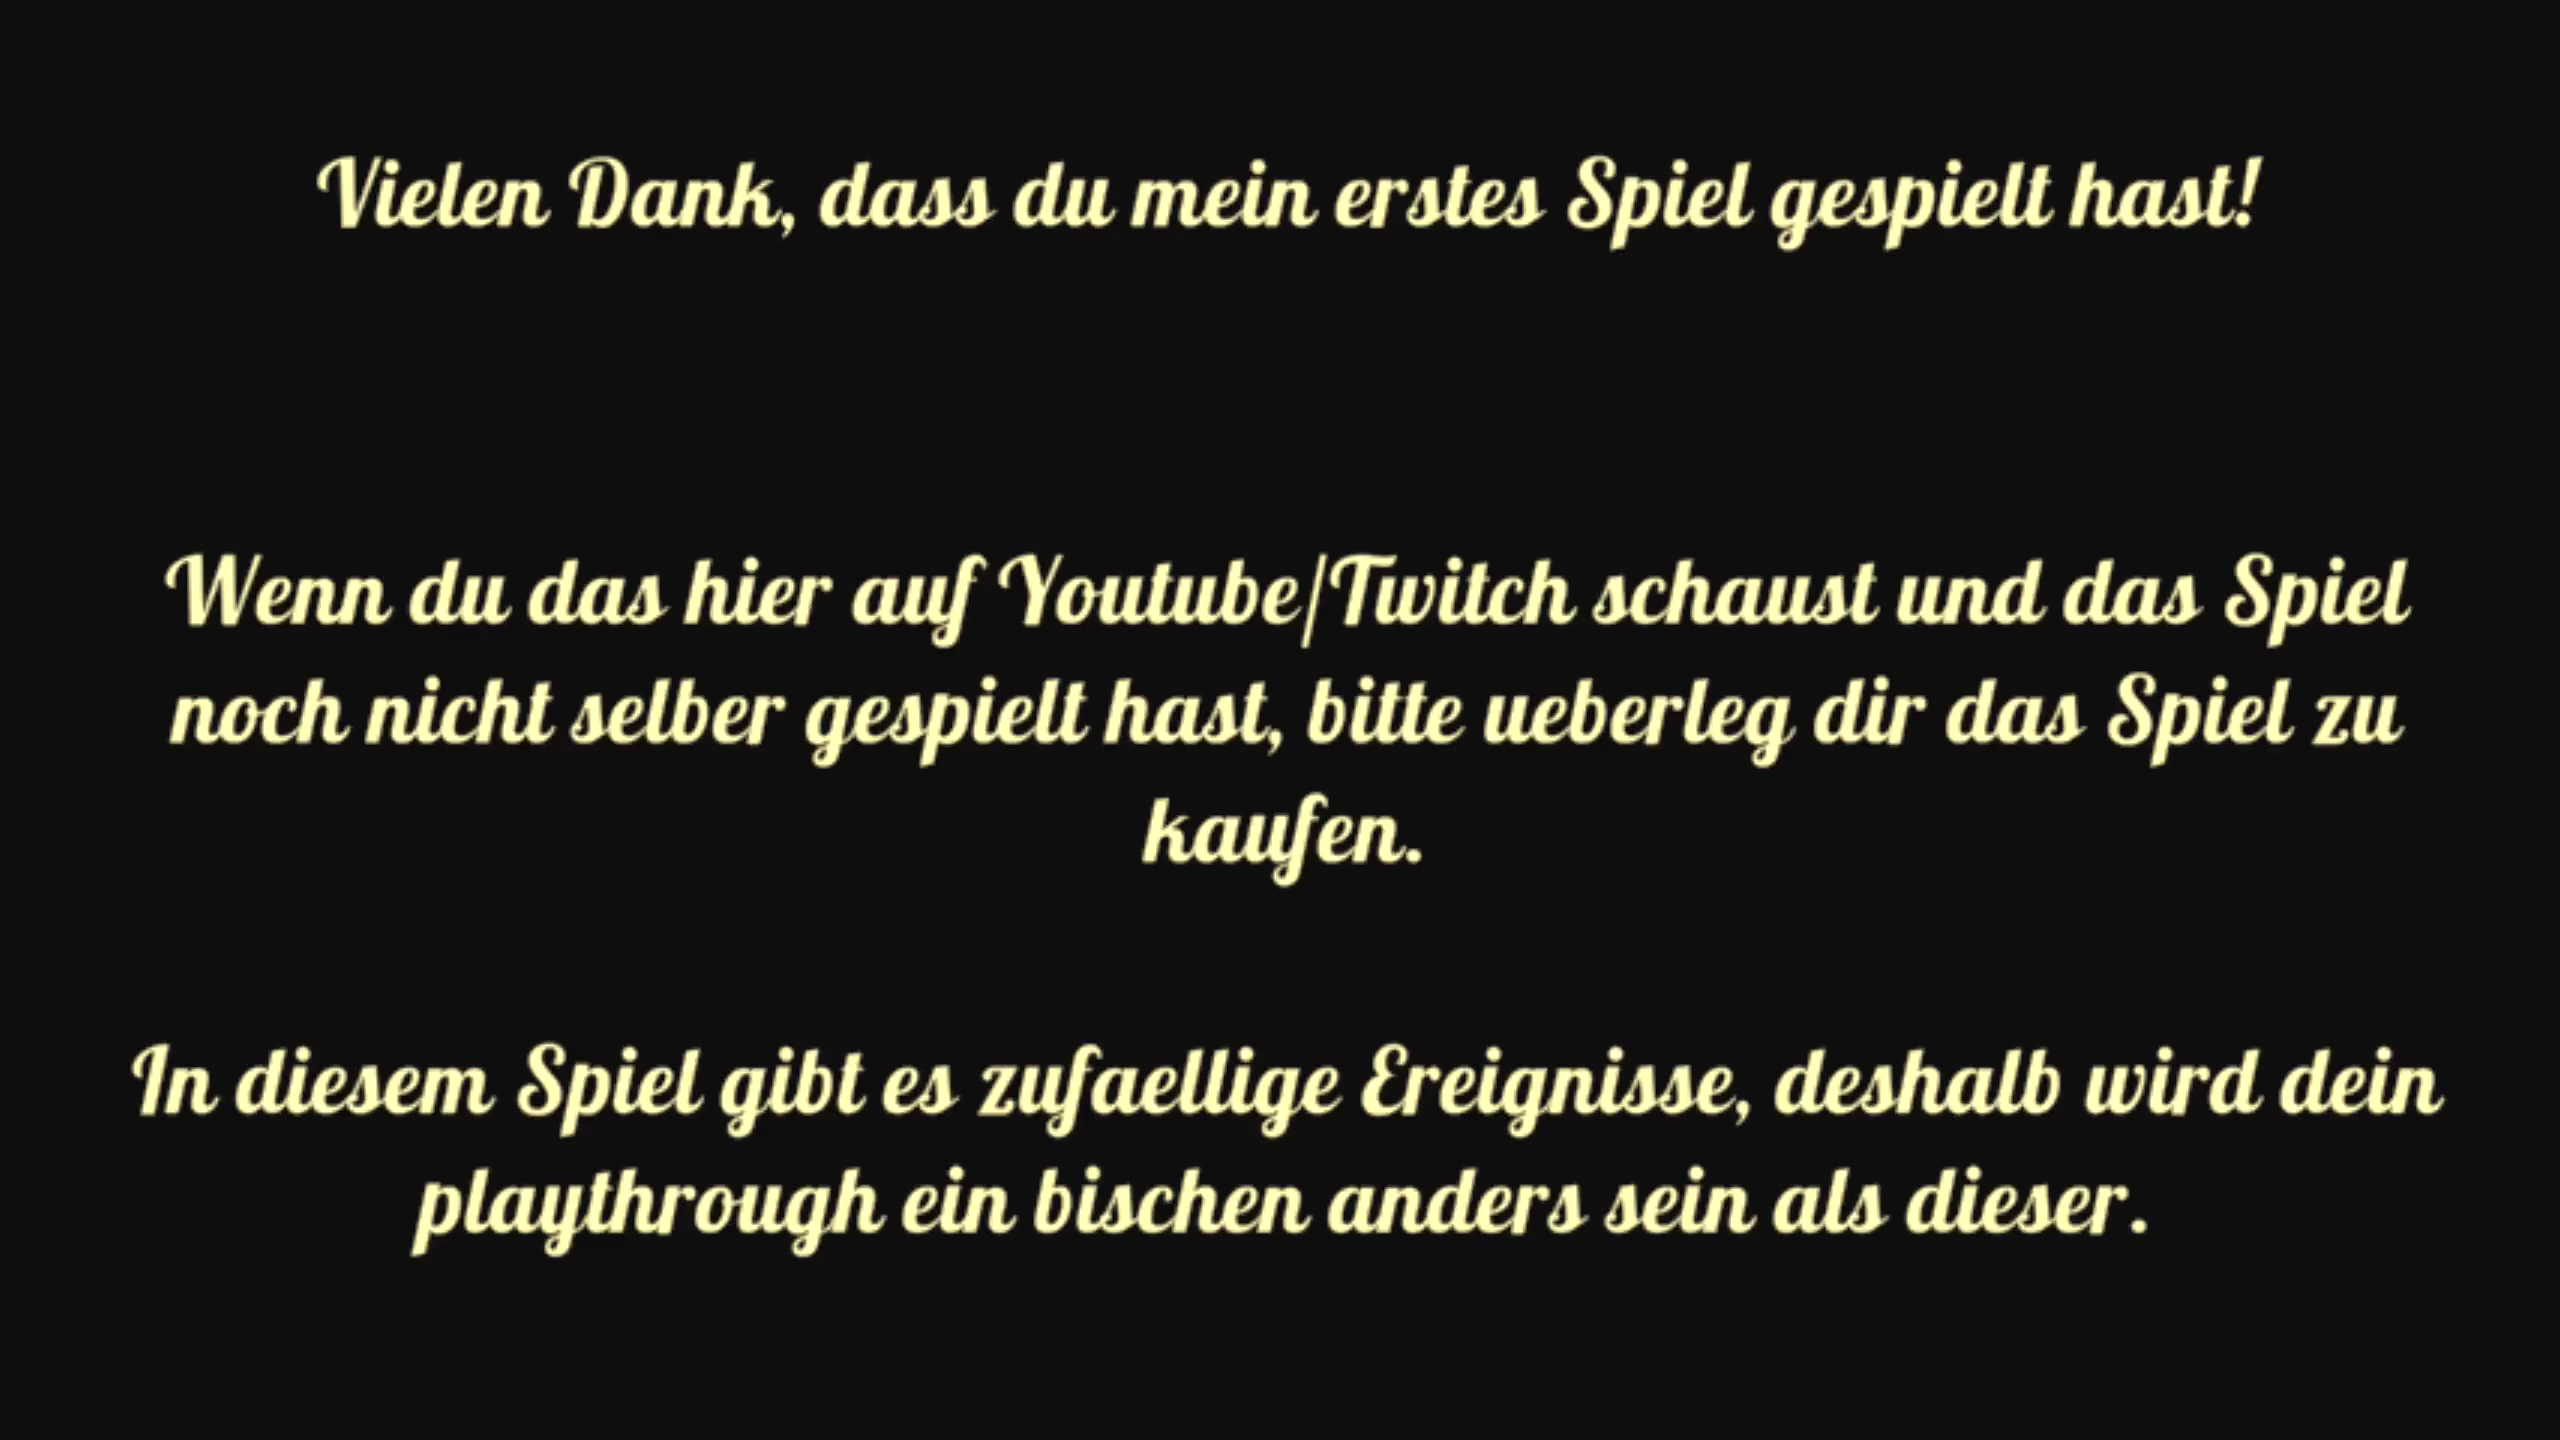 Vielen Dank, dass du mein erstes Spiel gespielt hast!
Wenn du das hier auf Youtube/Twitch schaust und das Spiel
noch nicht selber gespielt hast, bitte ueberleg dir das Spiel zu
kaufen.
In diesem Spiel gibt es zufaellige Ereignisse, deshalb wird dein
playthrough ein bischen anders sein als dieser.